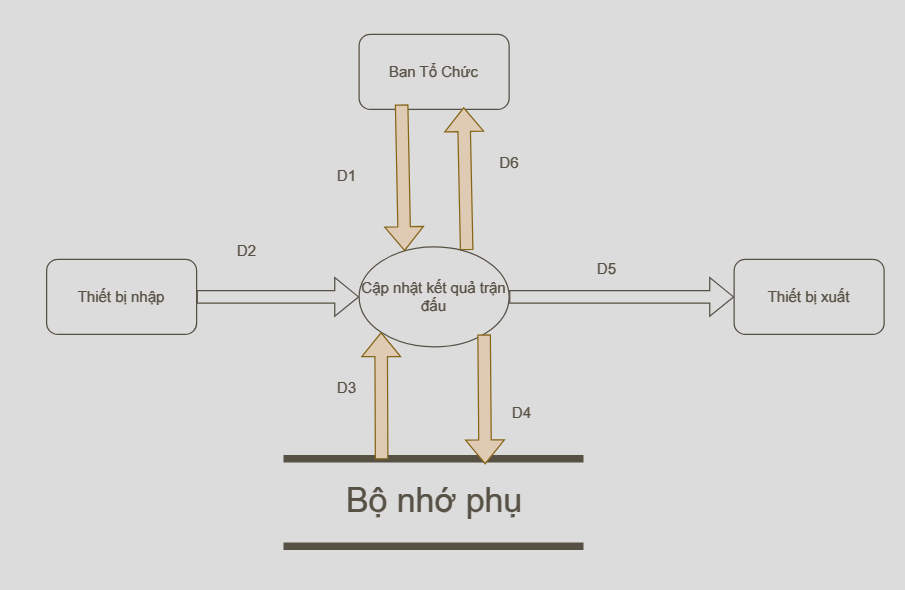 Ban Tổ Chức
D1
D6
D2
D5
Thiết bị nhập
Cập nhật kết quả trận
đấu
Thiết bị xuất
D3
D4
Bộ nhớ phụ